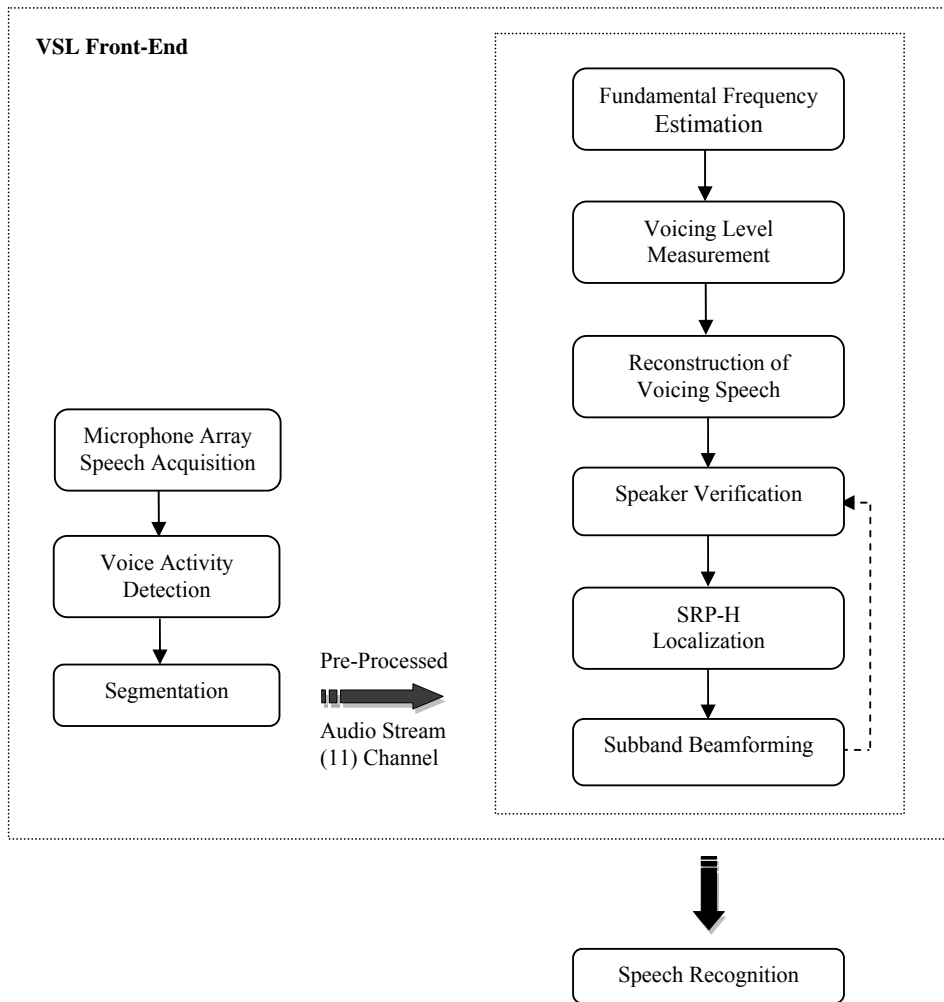 VSL Front-End
Microphone Array
Speech Acquisition
Voice Activity
Detection
Segmentation
Pre-Processed
Audio Stream
(11) Channel
Fundamental Frequency
Estimation
Voicing Level
Measurement
Reconstruction of
Voicing Speech
Speaker Verification
SRP-H
Localization
Subband Beamforming
Speech Recognition